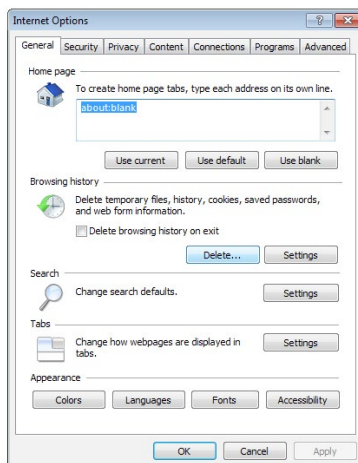 Internet Options
General Security Privacy Content Connections Programs Advanced
Home page
To create home page tabs, type each address on its own line.
about:blank
Use current Use default Use blank
Browsing history
Delete temporary files, history, cookies, saved passwords,
and web form information.
Delete browsing history on exit
Delete... Settings
Search
Change search defaults. Settings
Tabs
Change how webpages are displayed in
tabs.
Settings
Appearance
Colors Languages Fonts Accessibility
OK Cancel Apply